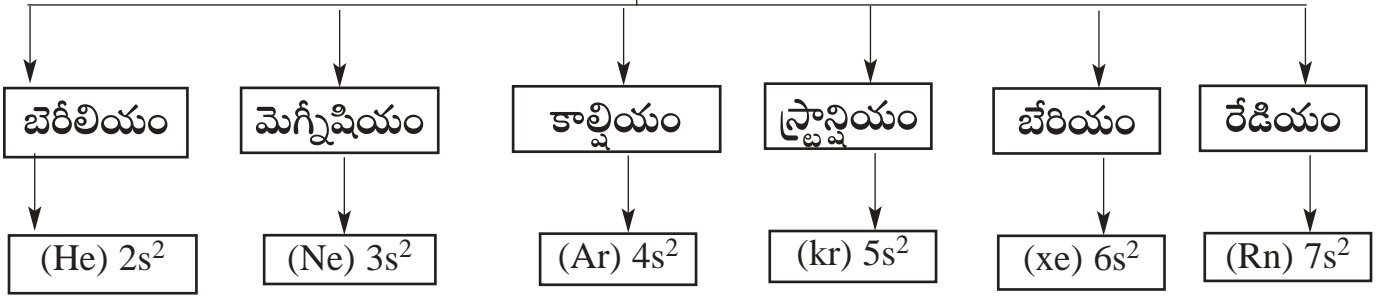 బెరీలియం మెగ్నీషియం కాల్షియం స్ట్రాన్షియం బేరియం రేడియం
(He) 2s² (Ne) 3s² (Ar) 4s² (kr) 5s² (xe) 6s² (Rn) 7s²